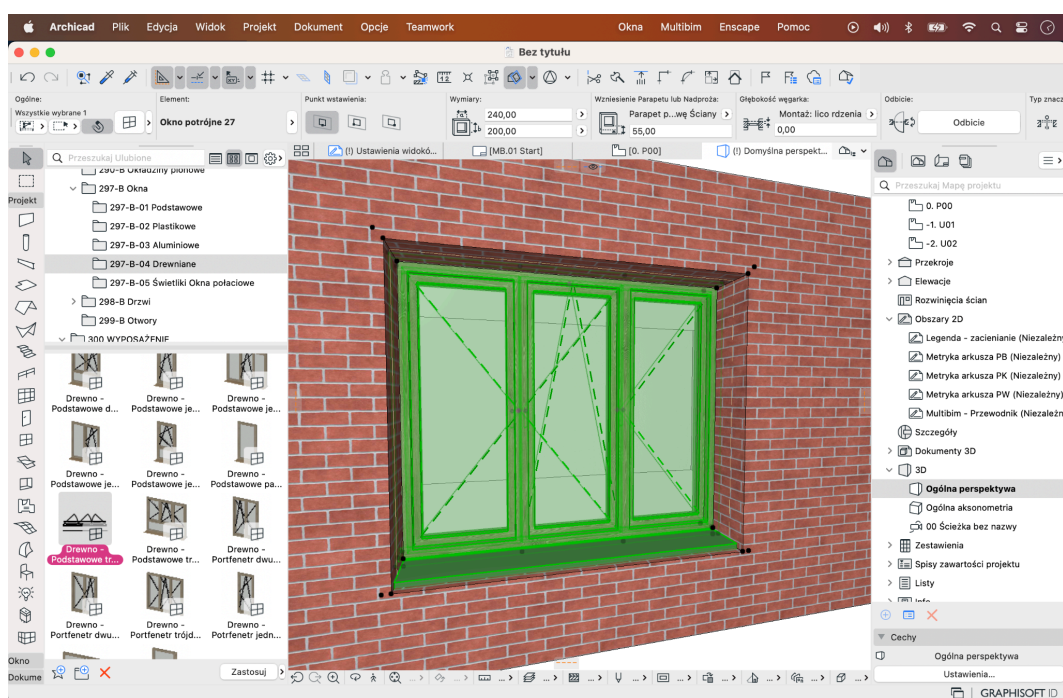 Archicad Plik Edycja Widok Projekt Dokument Opcje Teamwork Okna Multibim Enscape Pomoc
Bez tytułu
Ogólne:
Wszystkie wybrane 1
Element:
Okno potrójne 27
Punkt wstawienia:
Wymiary:
240,00
200,00
Wzniesienie Parapetu lub Nadproża:
Parapet p...wę Ściany
55,00
Głębokość węgarka:
Montaż: lico rdzenia
0,00
Odbicie:
Odbicie
Typ znacz
Przeszukaj Ulubione
(!) Ustawienia widokó...
[MB.01 Start]
[0. P00]
(!) Domyślna perspekt...
Projekt
290-B Okładziny pionowe
297-B Okna
297-B-01 Podstawowe
297-B-02 Plastikowe
297-B-03 Aluminiowe
297-B-04 Drewniane
297-B-05 Świetliki Okna połaciowe
298-B Drzwi
299-B Otwory
300 WYPOSAŻENIE
Drewno - Podstawowe d...
Drewno - Podstawowe je...
Drewno - Podstawowe je...
Drewno - Podstawowe je...
Drewno - Podstawowe je...
Drewno - Podstawowe pa...
Drewno - Podstawowe tr...
Drewno - Podstawowe tr...
Drewno - Portfenetr dwu...
Drewno - Portfenetr dwu...
Drewno - Portfenetr trójd...
Drewno - Potrfenetr jedn...
Okno
Dokume
Zastosuj
Przeszukaj Mapę projektu
0. P00
-1. U01
-2. U02
Przekroje
Elewacje
Rozwinięcia ścian
Obszary 2D
Legenda - zacienianie (Niezależny
Metryka arkusza PB (Niezależny)
Metryka arkusza PK (Niezależny)
Metryka arkusza PW (Niezależny)
Multibim - Przewodnik (Niezależn
Szczegóły
Dokumenty 3D
3D
Ogólna perspektywa
Ogólna aksonometria
00 Ścieżka bez nazwy
Zestawienia
Spisy zawartości projektu
Listy
Info
Cechy
Ogólna perspektywa
Ustawienia...
GRAPHISOFT ID